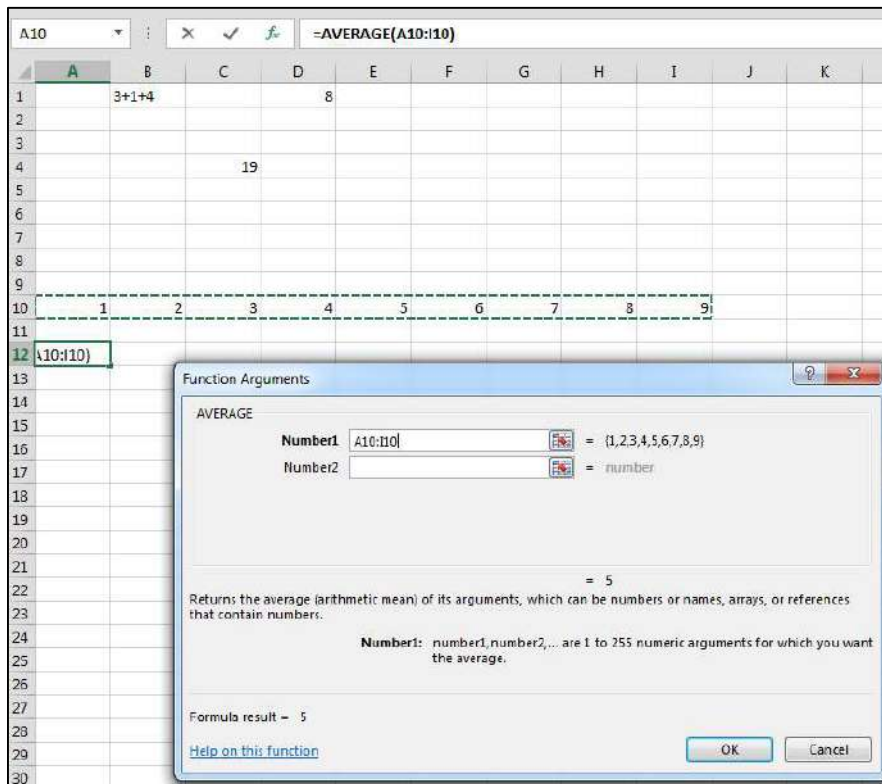 A10 fx =AVERAGE(A10:I10)
A B C D E F G H I J K
1 3+1+4 8
2
3
4 19
5
6
7
8
9
10 1 2 3 4 5 6 7 8 9
11
12 A10:I10)
13
14
15
16
17
18
19
20
21
22
23
24
25
26
27
28
29
30
Function Arguments ? X
AVERAGE
Number1 A10:I10 = {1,2,3,4,5,6,7,8,9}
Number2 = number
= 5
Returns the average (arithmetic mean) of its arguments, which can be numbers or names, arrays, or references
that contain numbers.
Number1: number1,number2,... are 1 to 255 numeric arguments for which you want
the average.
Formula result = 5
Help on this function OK Cancel